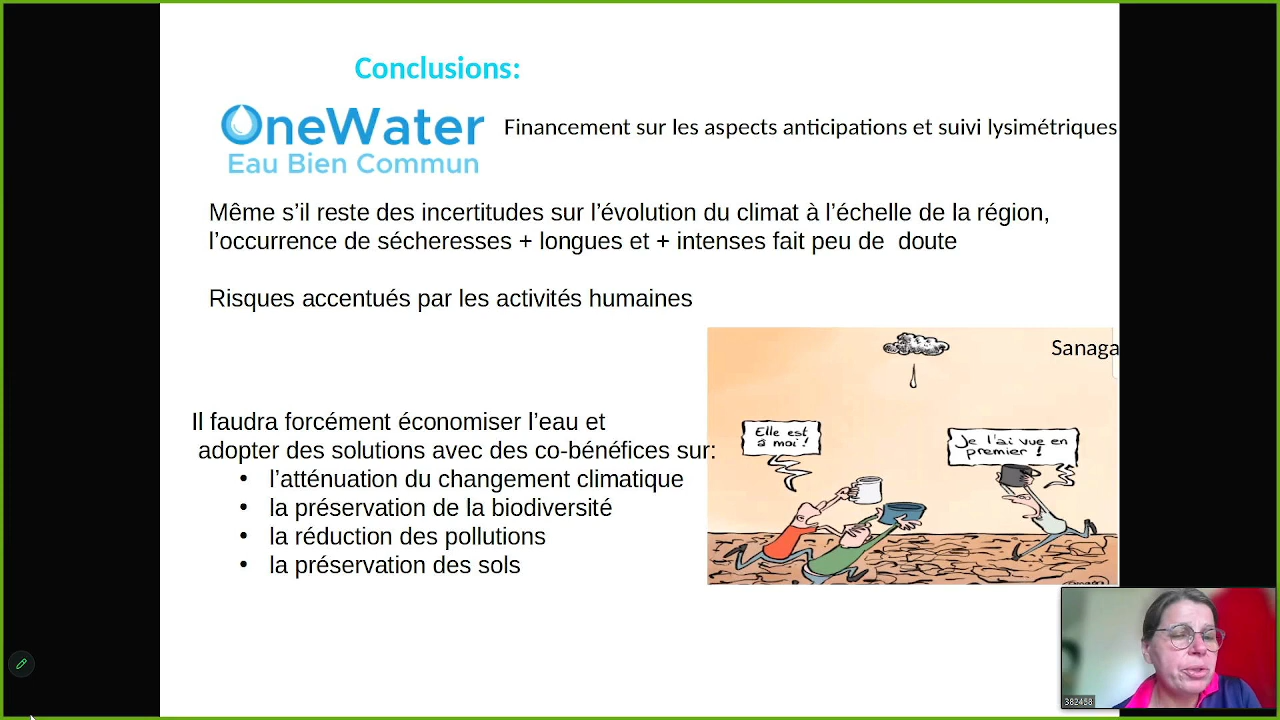 Conclusions:
OneWater
Eau Bien Commun
Financement sur les aspects anticipations et suivi lysimétriques
Même s’il reste des incertitudes sur l’évolution du climat à l’échelle de la région,
l’occurrence de sécheresses + longues et + intenses fait peu de  doute
Risques accentués par les activités humaines
Sanaga
Elle est
à moi !
Je l'ai vue en
premier !
Il faudra forcément économiser l’eau et
adopter des solutions avec des co-bénéfices sur:
• l’atténuation du changement climatique
• la préservation de la biodiversité
• la réduction des pollutions
• la préservation des sols